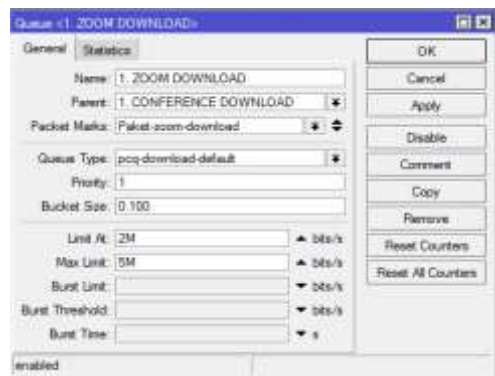 Queue <1. ZOOM DOWNLOAD>
General Statistics
Name: 1. ZOOM DOWNLOAD
Parent: 1. CONFERENCE DOWNLOAD
Packet Marks: Paket-zoom-download
Queue Type: pcq-download-default
Priority: 1
Bucket Size: 0.100
Limit At: 2M bits/s
Max Limit: 5M bits/s
Burst Limit: bits/s
Burst Threshold: bits/s
Burst Time: s
enabled
OK
Cancel
Apply
Disable
Comment
Copy
Remove
Reset Counters
Reset All Counters